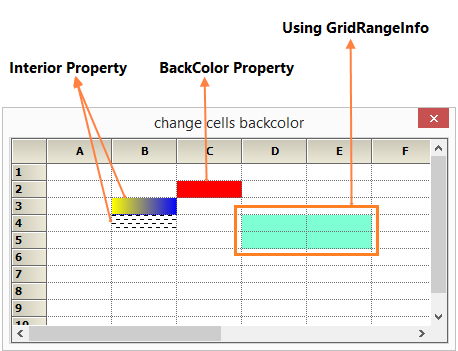 Using GridRangeInfo
Interior Property BackColor Property
change cells backcolor
A B C D E F
1
2
3
4
5
6
7
8
9
10